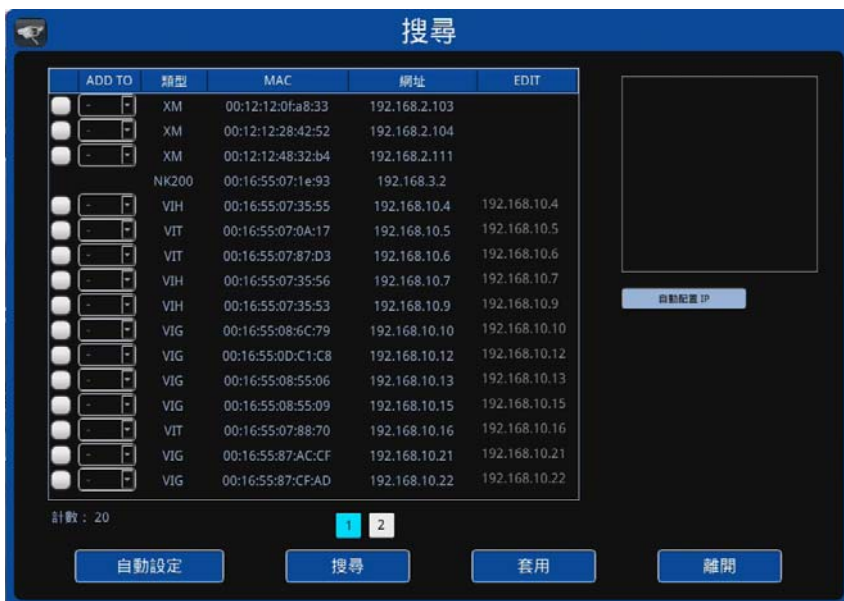 搜尋
ADD TO 類型 MAC 網址 EDIT
- XM 00:12:12:0f:a8:33 192.168.2.103
- XM 00:12:12:28:42:52 192.168.2.104
- XM 00:12:12:48:32:b4 192.168.2.111
NK200 00:16:55:07:1e:93 192.168.3.2
- VIH 00:16:55:07:35:55 192.168.10.4 192.168.10.4
- VIT 00:16:55:07:0A:17 192.168.10.5 192.168.10.5
- VIT 00:16:55:07:87:D3 192.168.10.6 192.168.10.6
- VIH 00:16:55:07:35:56 192.168.10.7 192.168.10.7
- VIH 00:16:55:07:35:53 192.168.10.9 192.168.10.9
自動配置 IP
- VIG 00:16:55:08:6C:79 192.168.10.10 192.168.10.10
- VIG 00:16:55:0D:C1:C8 192.168.10.12 192.168.10.12
- VIG 00:16:55:08:55:06 192.168.10.13 192.168.10.13
- VIG 00:16:55:08:55:09 192.168.10.15 192.168.10.15
- VIT 00:16:55:07:88:70 192.168.10.16 192.168.10.16
- VIG 00:16:55:87:AC:CF 192.168.10.21 192.168.10.21
- VIG 00:16:55:87:CF:AD 192.168.10.22 192.168.10.22
計數： 20
1 2
自動設定 搜尋 套用 離開